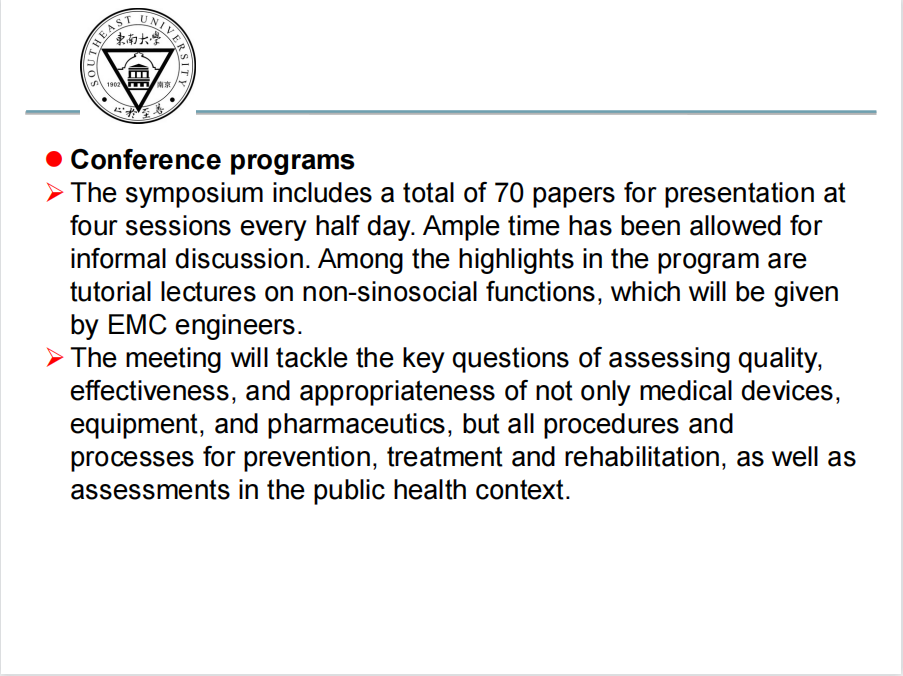 SOUTHEAST UNIVERSITY
東南大學
1902 南京
止於至善
Conference programs
The symposium includes a total of 70 papers for presentation at
four sessions every half day. Ample time has been allowed for
informal discussion. Among the highlights in the program are
tutorial lectures on non-sinosocial functions, which will be given
by EMC engineers.
The meeting will tackle the key questions of assessing quality,
effectiveness, and appropriateness of not only medical devices,
equipment, and pharmaceutics, but all procedures and
processes for prevention, treatment and rehabilitation, as well as
assessments in the public health context.